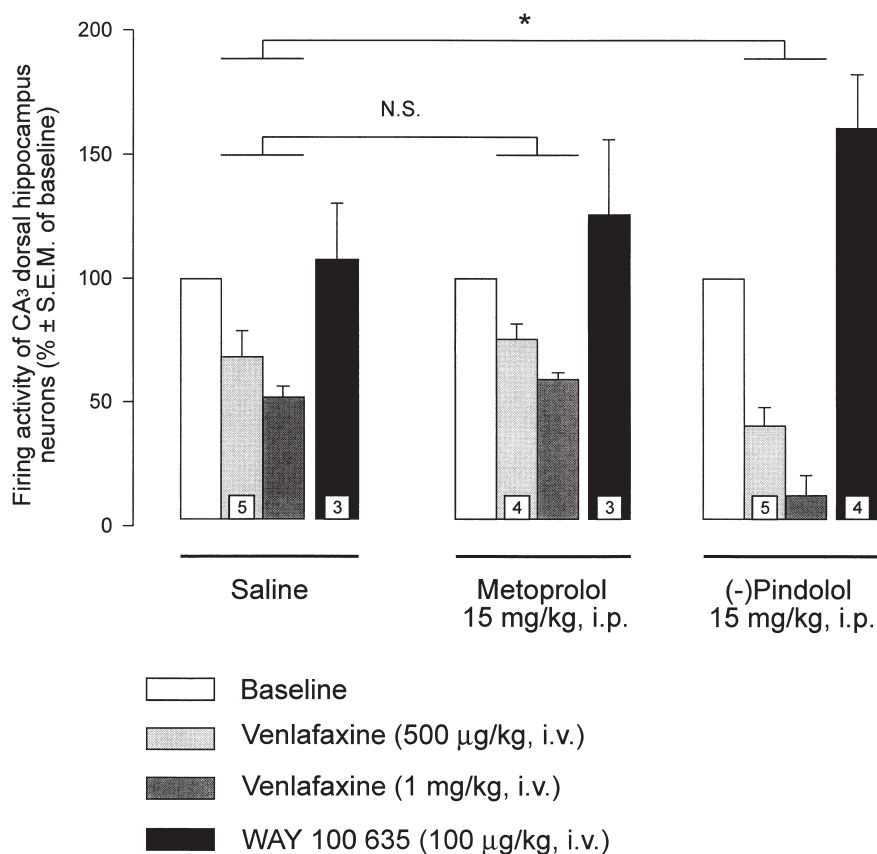 Firing activity of CA3 dorsal hippocampus
neurons (% ± S.E.M. of baseline)
200
150
100
50
0
*
N.S.
5
3
4
3
5
4
Saline
Metoprolol
15 mg/kg, i.p.
(-)Pindolol
15 mg/kg, i.p.
Baseline
Venlafaxine (500 µg/kg, i.v.)
Venlafaxine (1 mg/kg, i.v.)
WAY 100 635 (100 µg/kg, i.v.)